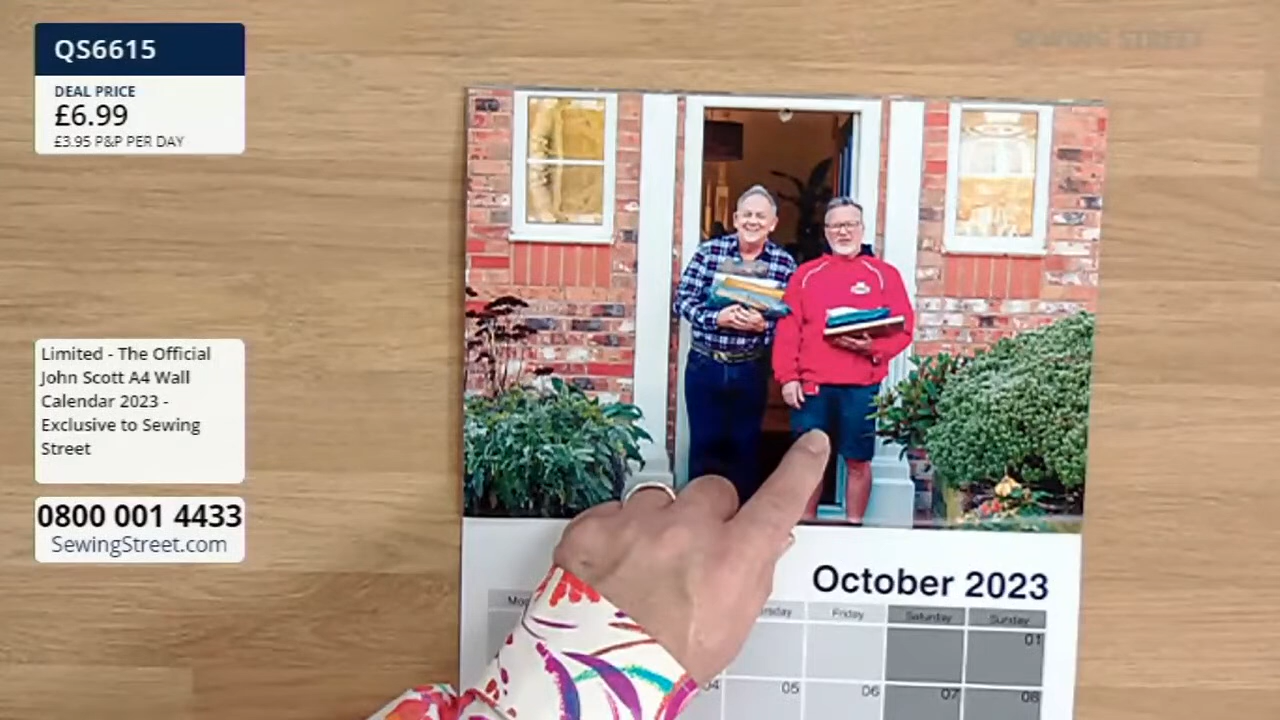 QS6615
DEAL PRICE
£6.99
£3.95 P&P PER DAY
SEWING STREET
Limited - The Official
John Scott A4 Wall
Calendar 2023 -
Exclusive to Sewing
Street
0800 001 4433
SewingStreet.com
October 2023
Friday
Saturday
Sunday
01
04
05
06
07
08